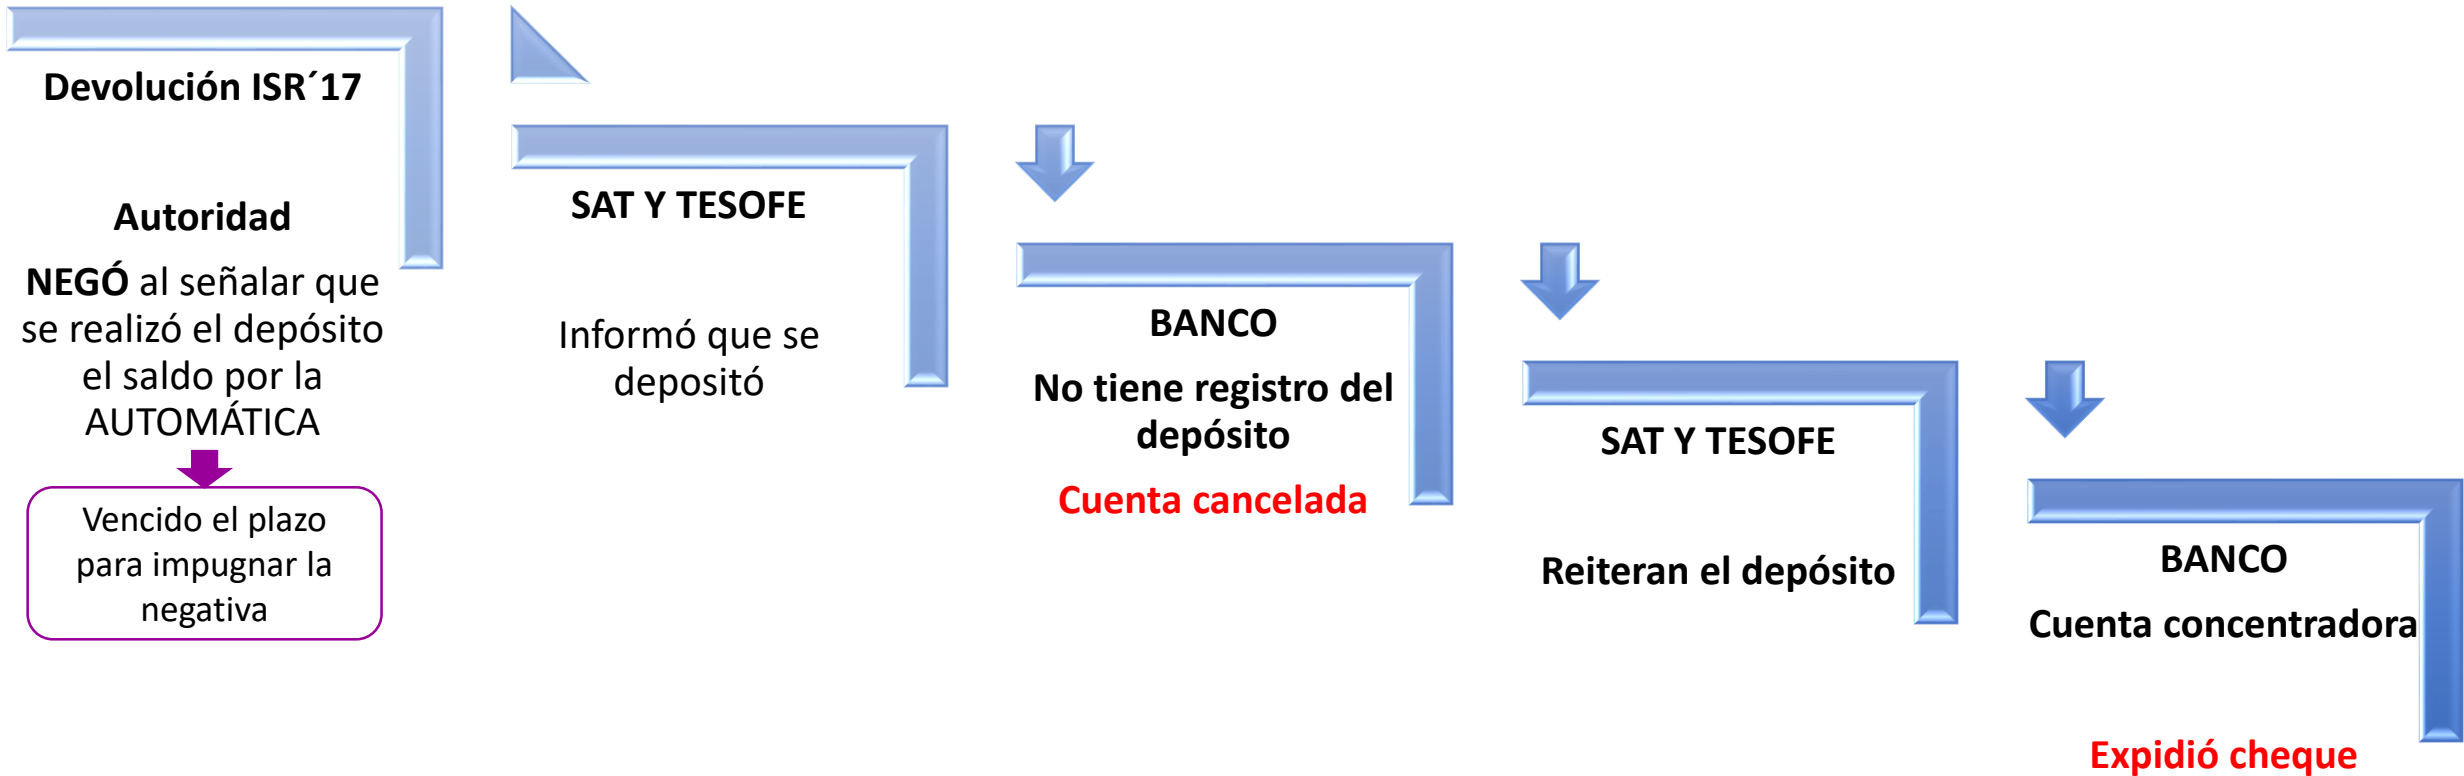 Devolución ISR´17
Autoridad
NEGÓ al señalar que
se realizó el depósito
el saldo por la
AUTOMÁTICA
Vencido el plazo
para impugnar la
negativa
SAT Y TESOFE
Informó que se
depositó
BANCO
No tiene registro del
depósito
Cuenta cancelada
SAT Y TESOFE
Reiteran el depósito
BANCO
Cuenta concentradora
Expidió cheque